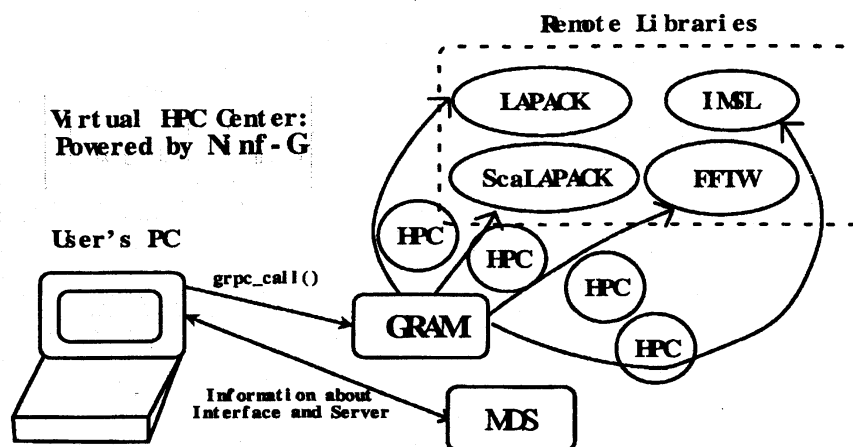 Remote Libraries
LAPACK
IMSL
Virtual HPC Center:
Powered by Ninf-G
ScaLAPACK
FFTW
User's PC
HPC
HPC
grpc_call()
HPC
GRAM
HPC
Information about
Interface and Server
MDS